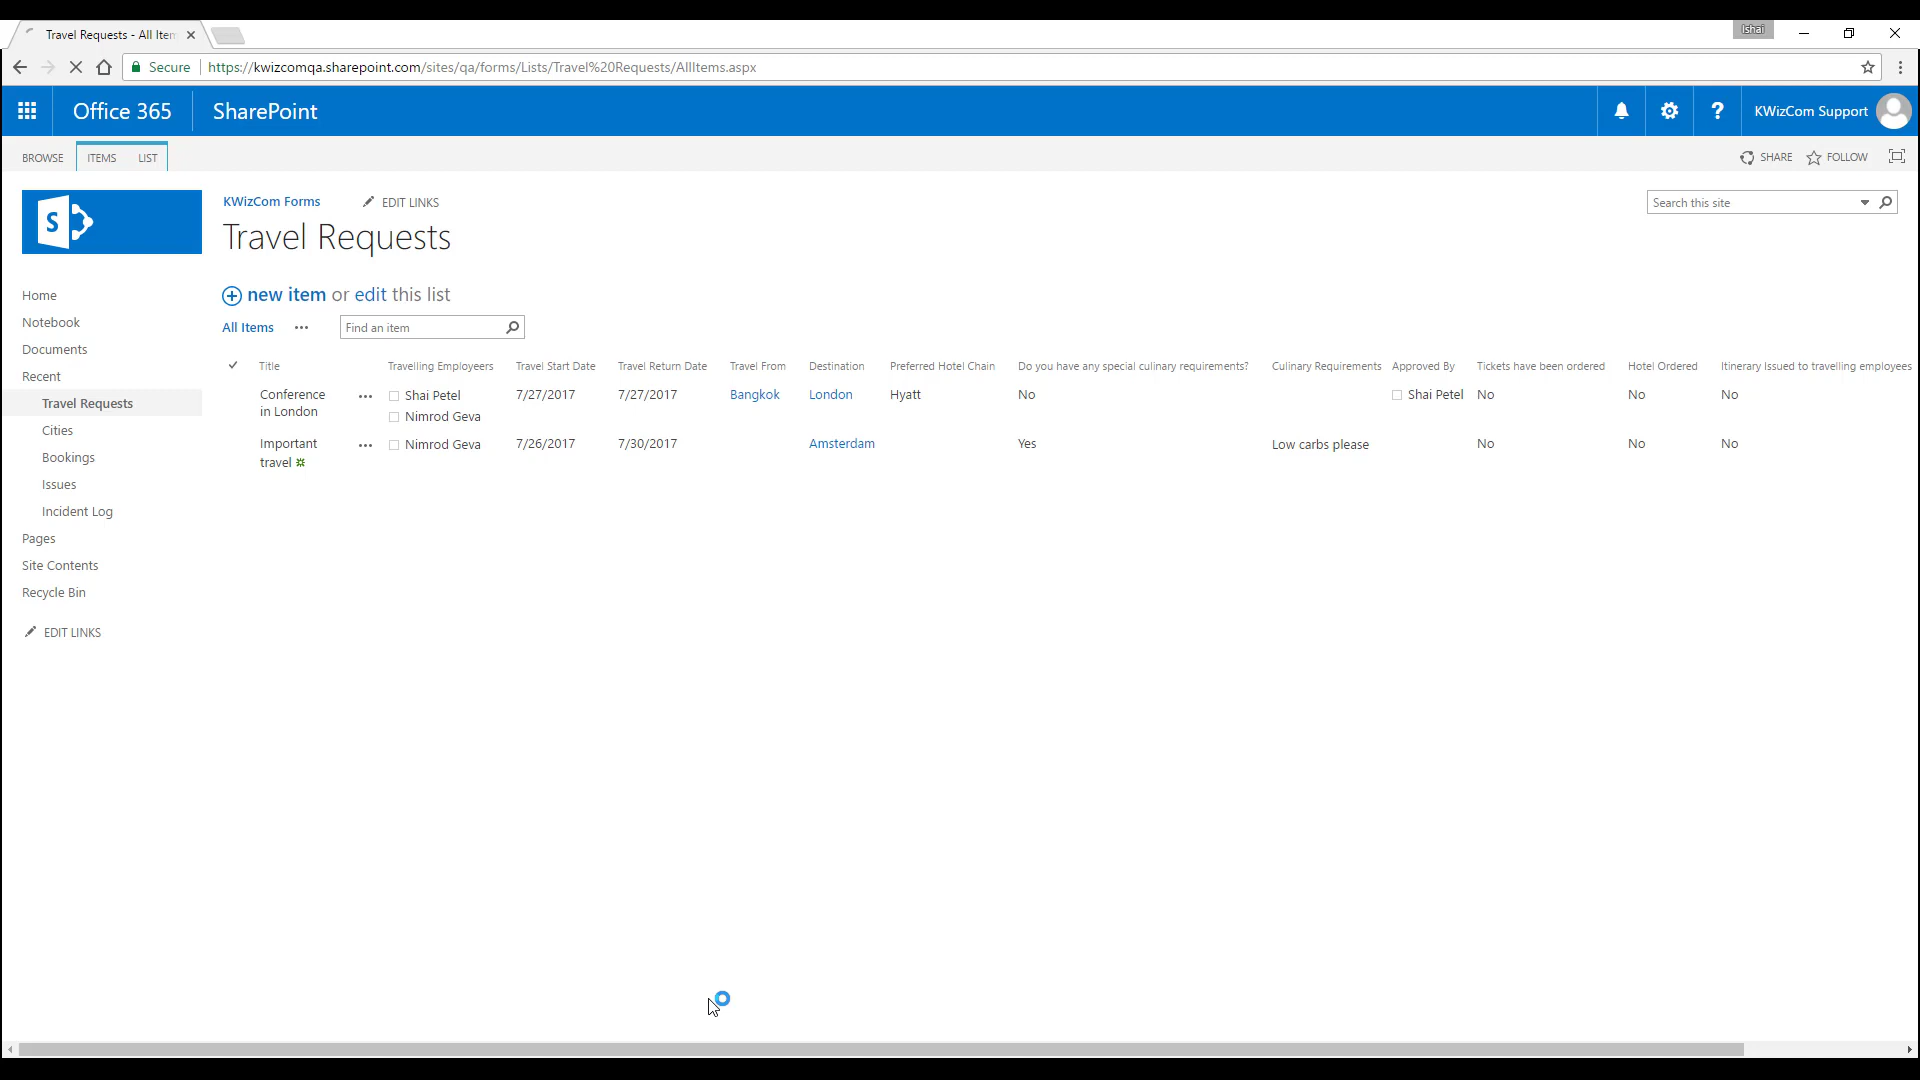 Travel Requests - All Item
Ishai
Secure https://kwizcomqa.sharepoint.com/sites/qa/forms/Lists/Travel%20Requests/AllItems.aspx
Office 365 SharePoint KWizCom Support
BROWSE ITEMS LIST SHARE FOLLOW
S
KWizCom Forms EDIT LINKS Search this site
Travel Requests
Home
Notebook
Documents
Recent
Travel Requests
Cities
Bookings
Issues
Incident Log
Pages
Site Contents
Recycle Bin
EDIT LINKS
new item or edit this list
All Items ••• Find an item
Title Travelling Employeers Travel Start Date Travel Return Date Travel From Destination Preferred Hotel Chain Do you have any special culinary requirements? Culinary Requirements Approved By Tickets have been ordered Hotel Ordered Itinerary Issued to travelling employees
Conference ••• Shai Petel 7/27/2017 7/27/2017 Bangkok London Hyatt No Shai Petel No No No
in London Nimrod Geva
Important ••• Nimrod Geva 7/26/2017 7/30/2017 Amsterdam Yes Low carbs please No No No
travel